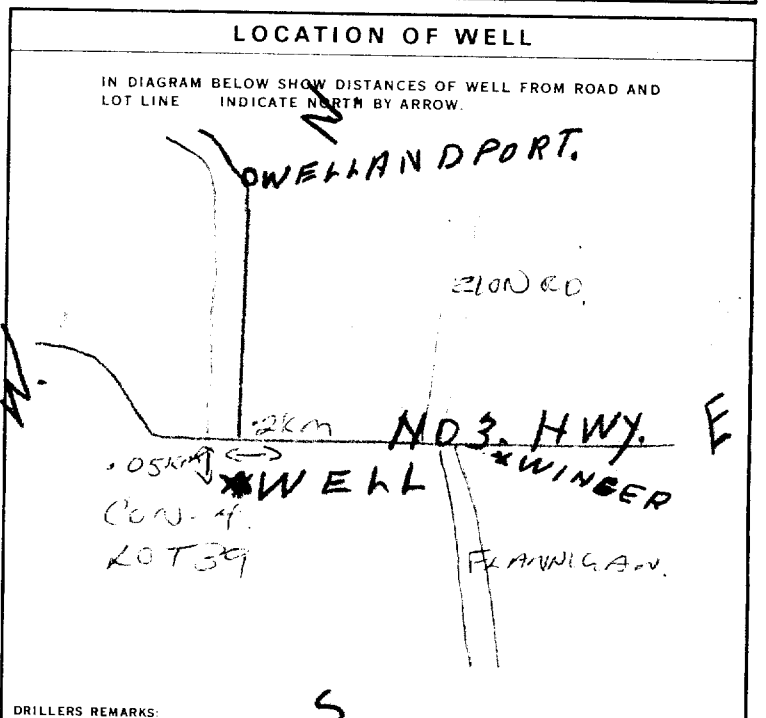 LOCATION OF WELL
IN DIAGRAM BELOW SHOW DISTANCES OF WELL FROM ROAD AND
LOT LINE INDICATE NORTH BY ARROW.
N
WELLANDPORT.
ZION RD.
W.
.2km
NO3. HWY.
E
.05km
*WELL
*WINGER
CON. 4.
LOT 39
FLANNIGAN.
DRILLERS REMARKS:
S